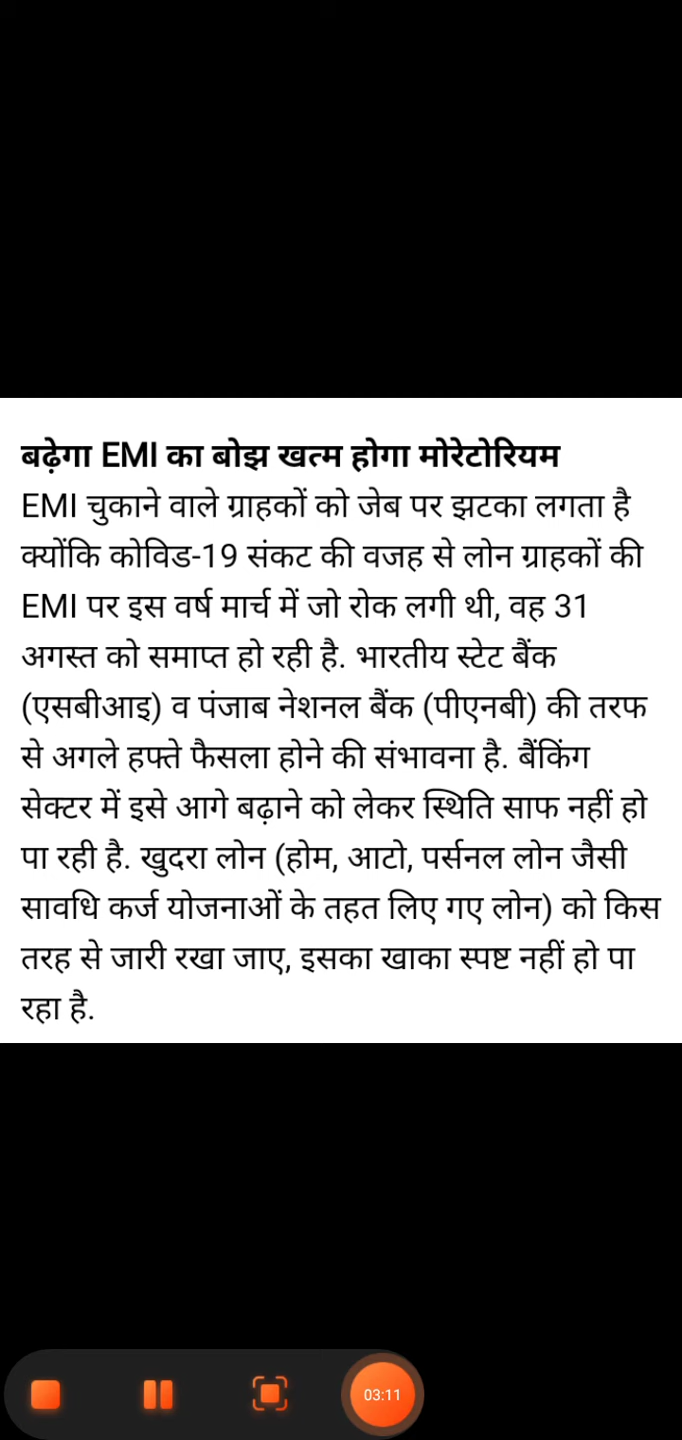 बढ़ेगा EMI का बोझ खत्म होगा मोरेटोरियम
EMI चुकाने वाले ग्राहकों को जेब पर झटका लगता है
क्योंकि कोविड-19 संकट की वजह से लोन ग्राहकों की
EMI पर इस वर्ष मार्च में जो रोक लगी थी, वह 31
अगस्त को समाप्त हो रही है. भारतीय स्टेट बैंक
(एसबीआइ) व पंजाब नेशनल बैंक (पीएनबी) की तरफ
से अगले हफ्ते फैसला होने की संभावना है. बैंकिंग
सेक्टर में इसे आगे बढ़ाने को लेकर स्थिति साफ नहीं हो
पा रही है. खुदरा लोन (होम, आटो, पर्सनल लोन जैसी
सावधि कर्ज योजनाओं के तहत लिए गए लोन) को किस
तरह से जारी रखा जाए, इसका खाका स्पष्ट नहीं हो पा
रहा है.
03:11